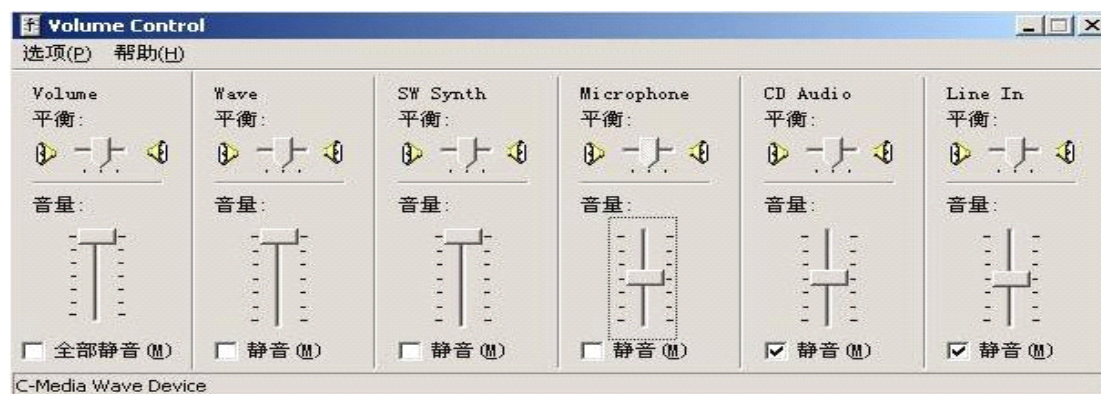 Volume Control
选项(P) 帮助(H)
Volume
平衡:
音量:
全部静音(M)
Wave
平衡:
音量:
静音(M)
SW Synth
平衡:
音量:
静音(M)
Microphone
平衡:
音量:
静音(M)
CD Audio
平衡:
音量:
静音(M)
Line In
平衡:
音量:
静音(M)
C-Media Wave Device